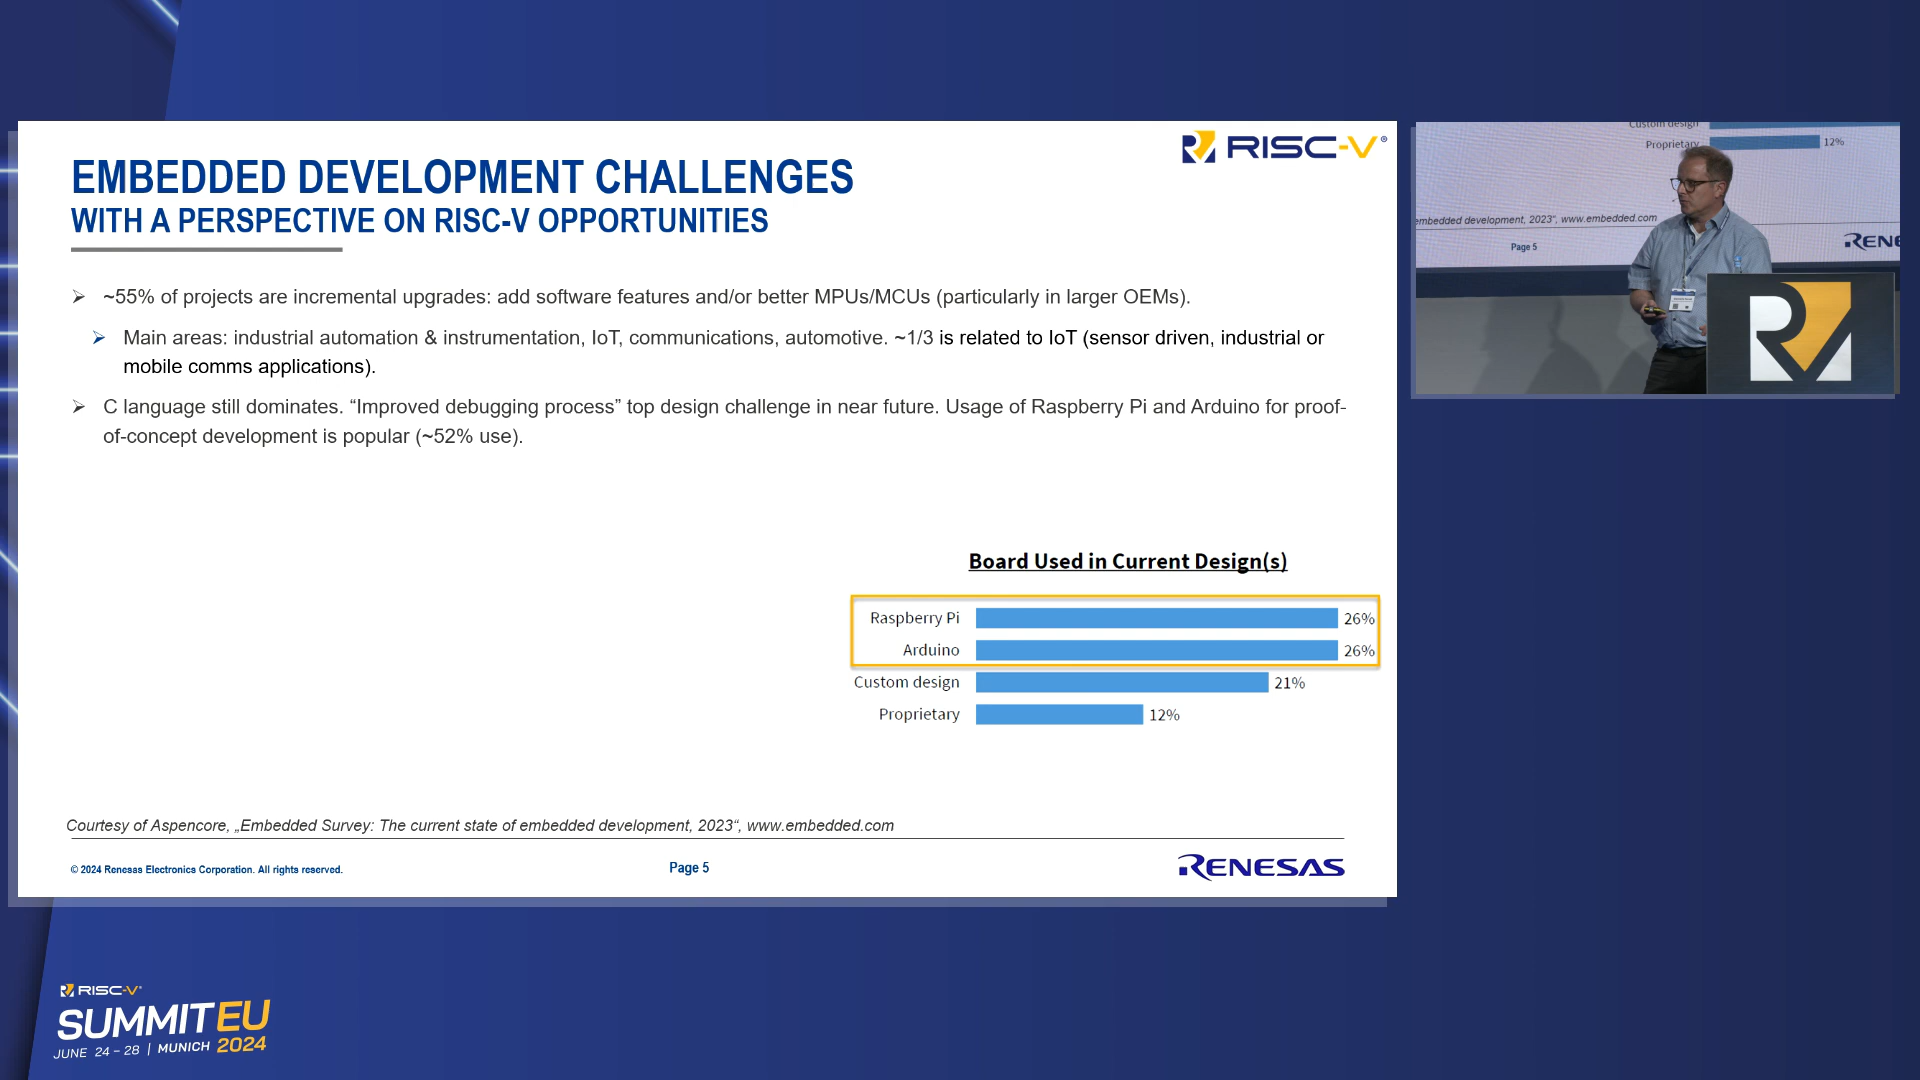 RISC-V®
EMBEDDED DEVELOPMENT CHALLENGES
WITH A PERSPECTIVE ON RISC-V OPPORTUNITIES
~55% of projects are incremental upgrades: add software features and/or better MPUs/MCUs (particularly in larger OEMs).
Main areas: industrial automation & instrumentation, IoT, communications, automotive. ~1/3 is related to IoT (sensor driven, industrial or
mobile comms applications).
C language still dominates. “Improved debugging process” top design challenge in near future. Usage of Raspberry Pi and Arduino for proof-
of-concept development is popular (~52% use).
Board Used in Current Design(s)
Raspberry Pi 26%
Arduino 26%
Custom design 21%
Proprietary 12%
Courtesy of Aspencore, „Embedded Survey: The current state of embedded development, 2023“, www.embedded.com
© 2024 Renesas Electronics Corporation. All rights reserved.
Page 5
RENESAS
Custom design
Proprietary 12%
embedded development, 2023“, www.embedded.com
Page 5
RENE
RISC-V®
SUMMIT EU
JUNE 24 – 28 | MUNICH 2024